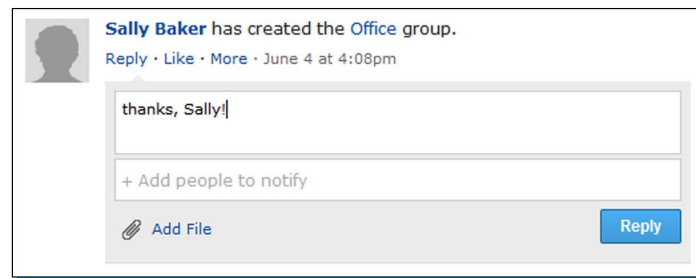 Sally Baker has created the Office group.
Reply · Like · More · June 4 at 4:08pm
thanks, Sally!
+ Add people to notify
Add File
Reply